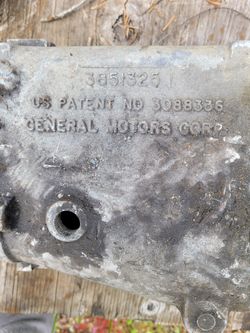 3851325
US PATENT NO 3088336
GENERAL MOTORS CORP.